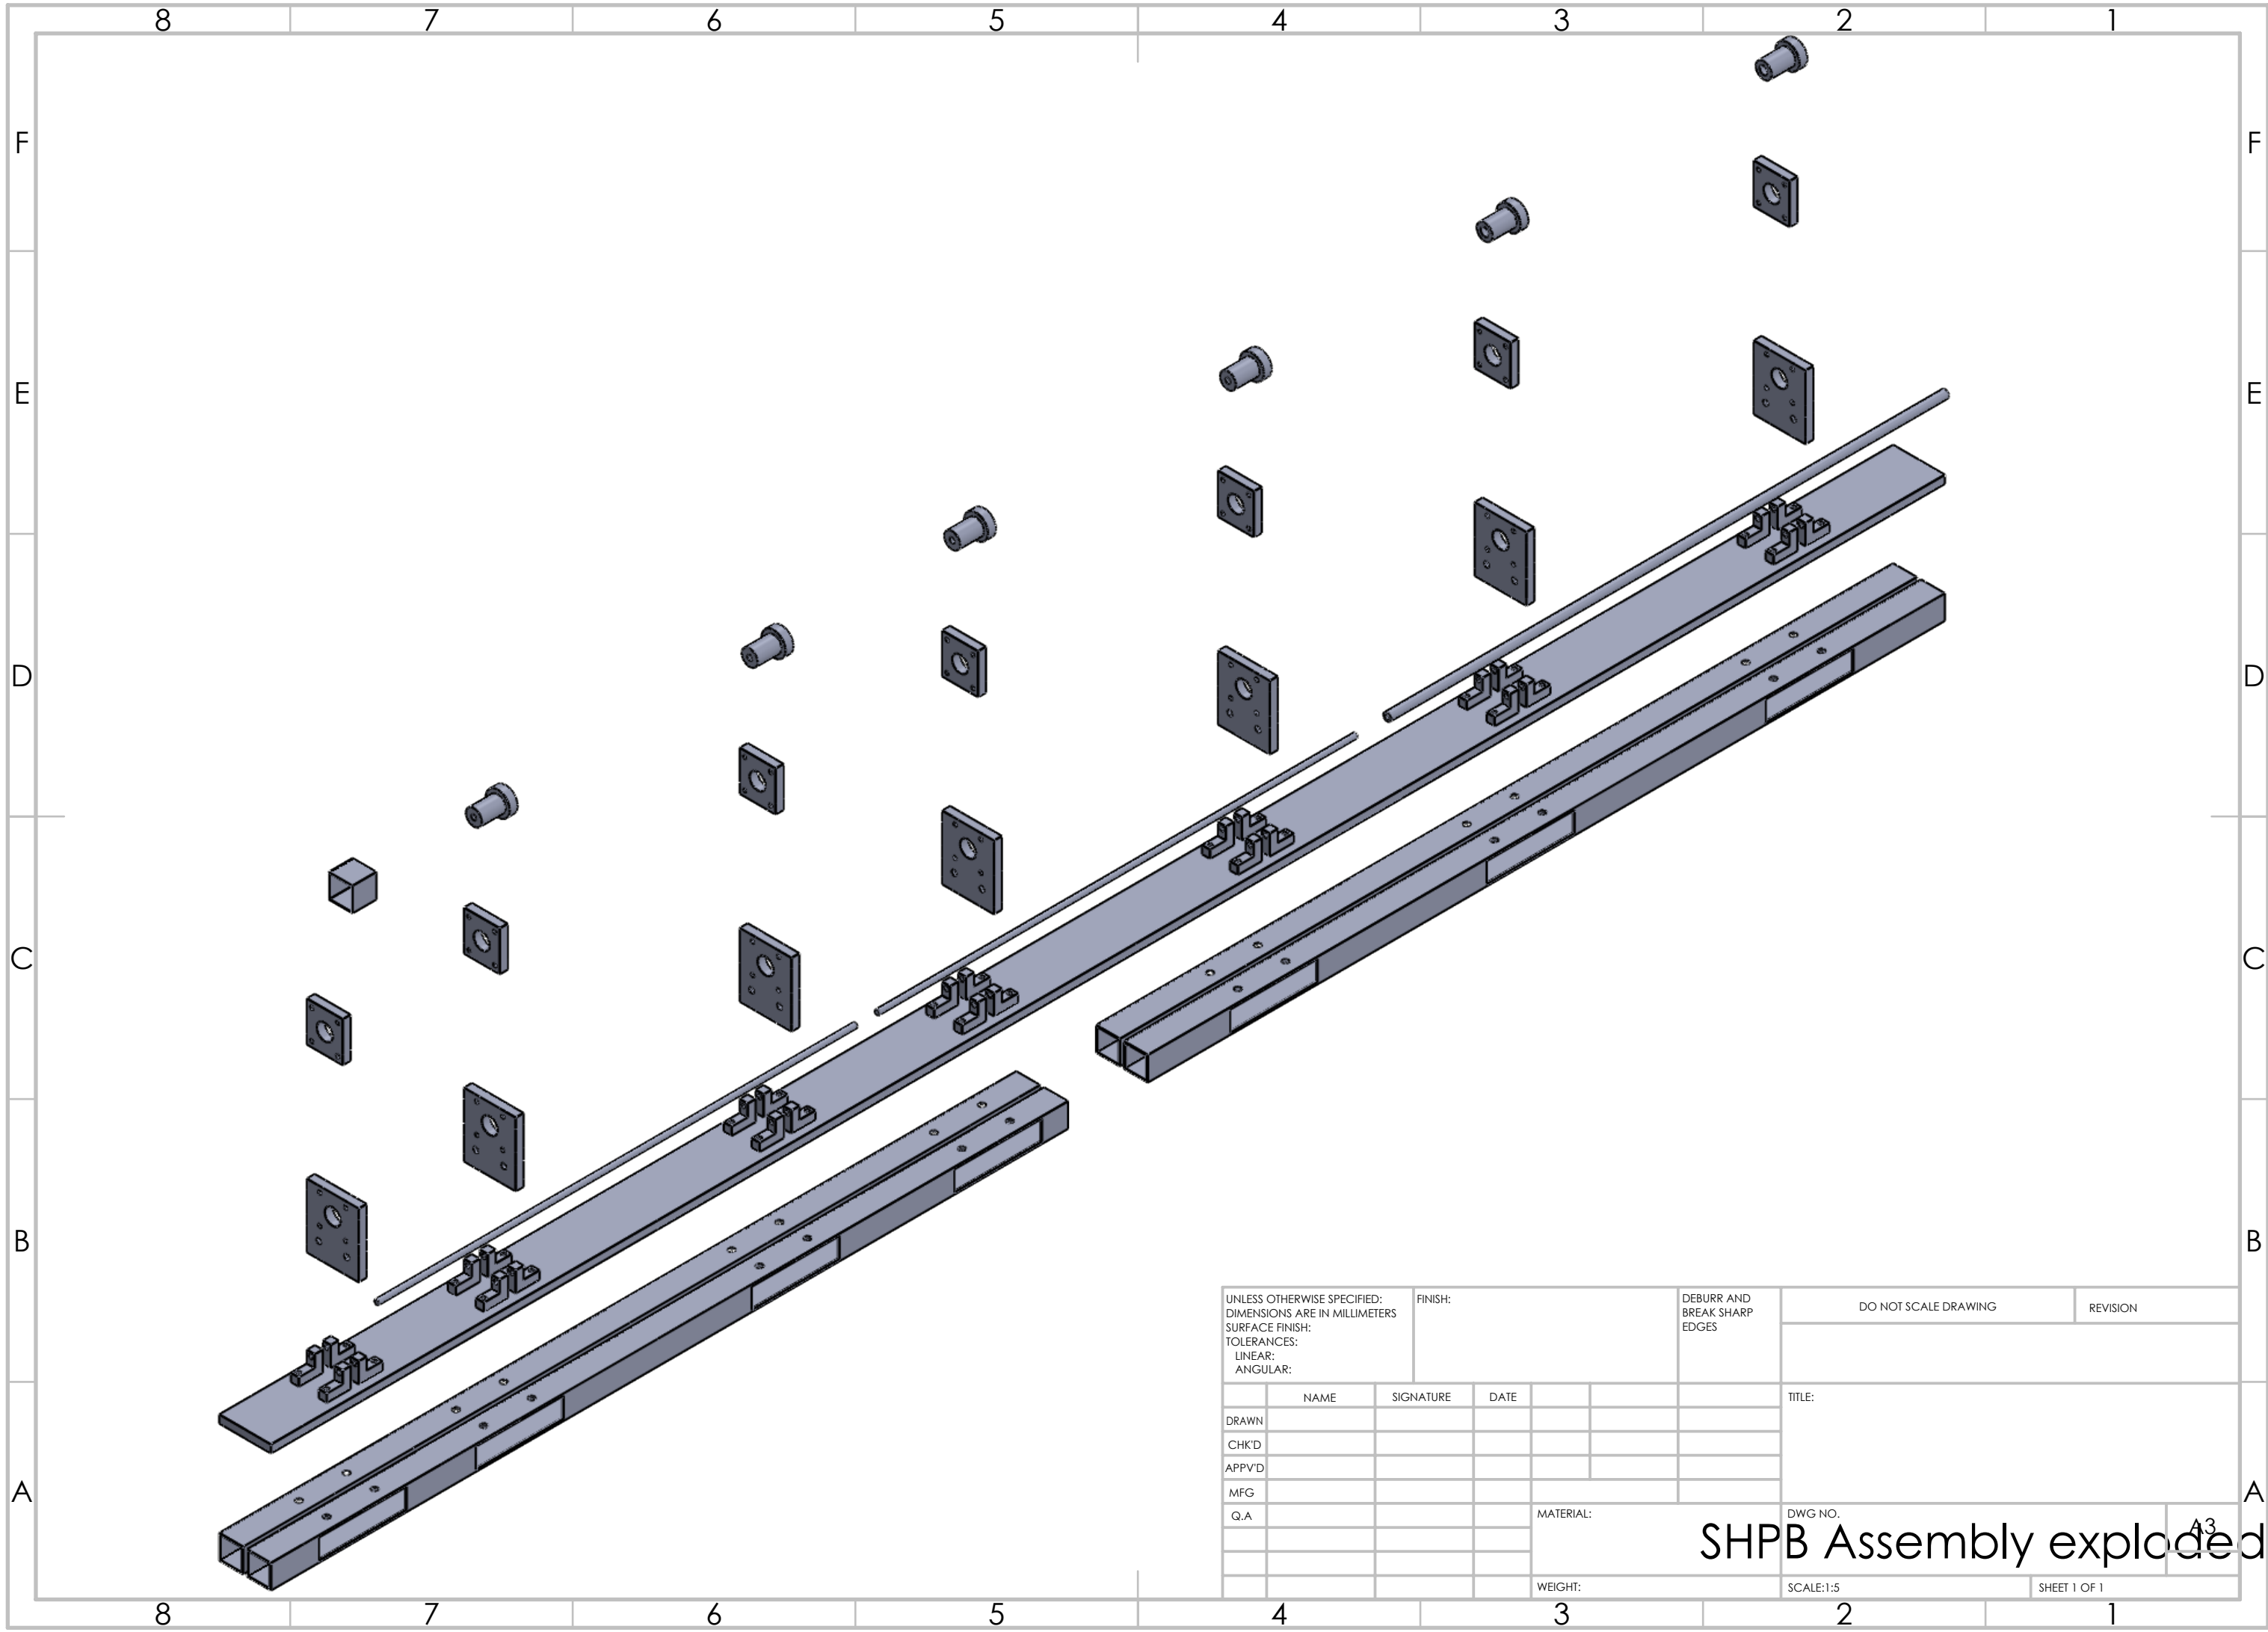 8 7 6 5 4 3 2 1
F F
E E
D D
C C
B B
A A
UNLESS OTHERWISE SPECIFIED:
DIMENSIONS ARE IN MILLIMETERS
SURFACE FINISH:
TOLERANCES:
LINEAR:
ANGULAR:
FINISH:
DEBURR AND
BREAK SHARP
EDGES
DO NOT SCALE DRAWING
REVISION
NAME SIGNATURE DATE
TITLE:
DRAWN
CHK'D
APPV'D
MFG
Q.A
MATERIAL:
DWG NO.
SHPB Assembly exploded
A3
WEIGHT:
SCALE:1:5
SHEET 1 OF 1
8 7 6 5 4 3 2 1